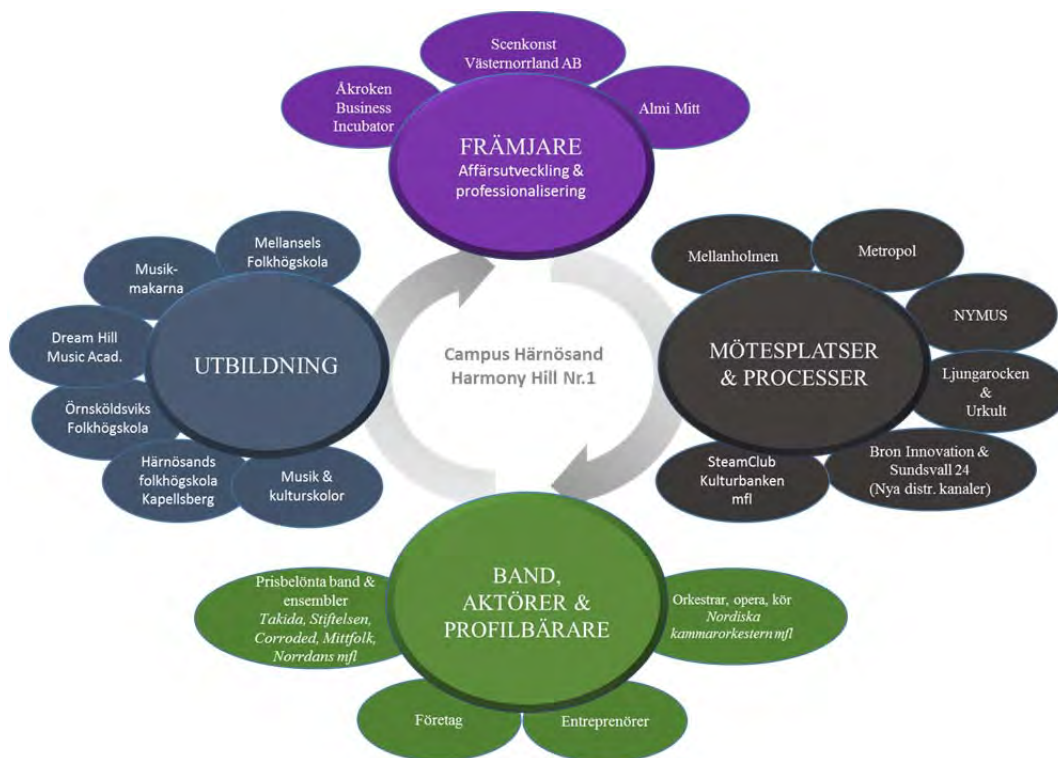 Scenkonst
Västernorrland AB
Åkroken
Business
Incubator
Almi Mitt
FRÄMJARE
Affärsutveckling &
professionalisering
Mellansels
Folkhögskola
Musik-
makarna
Dream Hill
Music Acad.
Örnsköldsviks
Folkhögskola
Härnösands
folkhögskola
Kapellsberg
Musik &
kulturskolor
UTBILDNING
Campus Härnösand
Harmony Hill Nr.1
Mellanholmen
Metropol
NYMUS
Ljungarocken
&
Urkult
Bron Innovation &
Sundsvall 24
(Nya distr. kanaler)
SteamClub
Kulturbanken
mfl
MÖTESPLATSER
& PROCESSER
BAND,
AKTÖRER &
PROFILBÄRARE
Prisbelönta band &
ensembler
Takida, Stiftelsen,
Corroded, Mittfolk,
Norrdans mfl
Orkestrar, opera, kör
Nordiska
kammarorkestern mfl
Företag
Entreprenörer